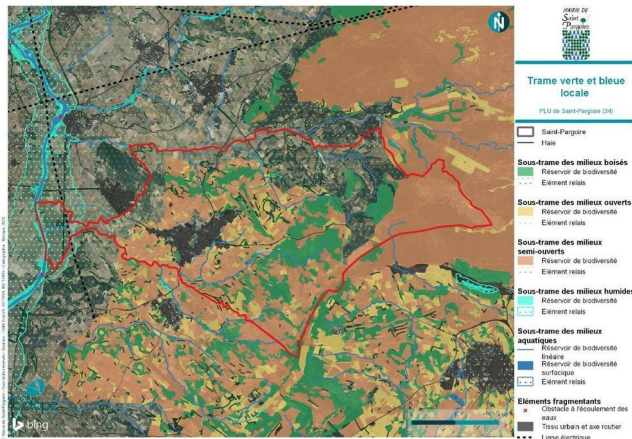 MAIRIE DE
Saint
Pargoire
Trame verte et bleue
locale
PLU de Saint-Pargoire (34)
Saint-Pargoire
Haie
Sous-trame des milieux boisés
Réservoir de biodiversité
Elément relais
Sous-trame des milieux ouverts
Réservoir de biodiversité
Elément relais
Sous-trame des milieux
semi-ouverts
Réservoir de biodiversité
Elément relais
Sous-trame des milieux humides
Réservoir de biodiversité
Elément relais
Sous-trame des milieux
aquatiques
Réservoir de biodiversité
linéaire
Réservoir de biodiversité
surfacique
Elément relais
Eléments fragmentants
Obstacle à l'écoulement des
eaux
Tissu urbain et axe routier
Ligne électrique
N
bing